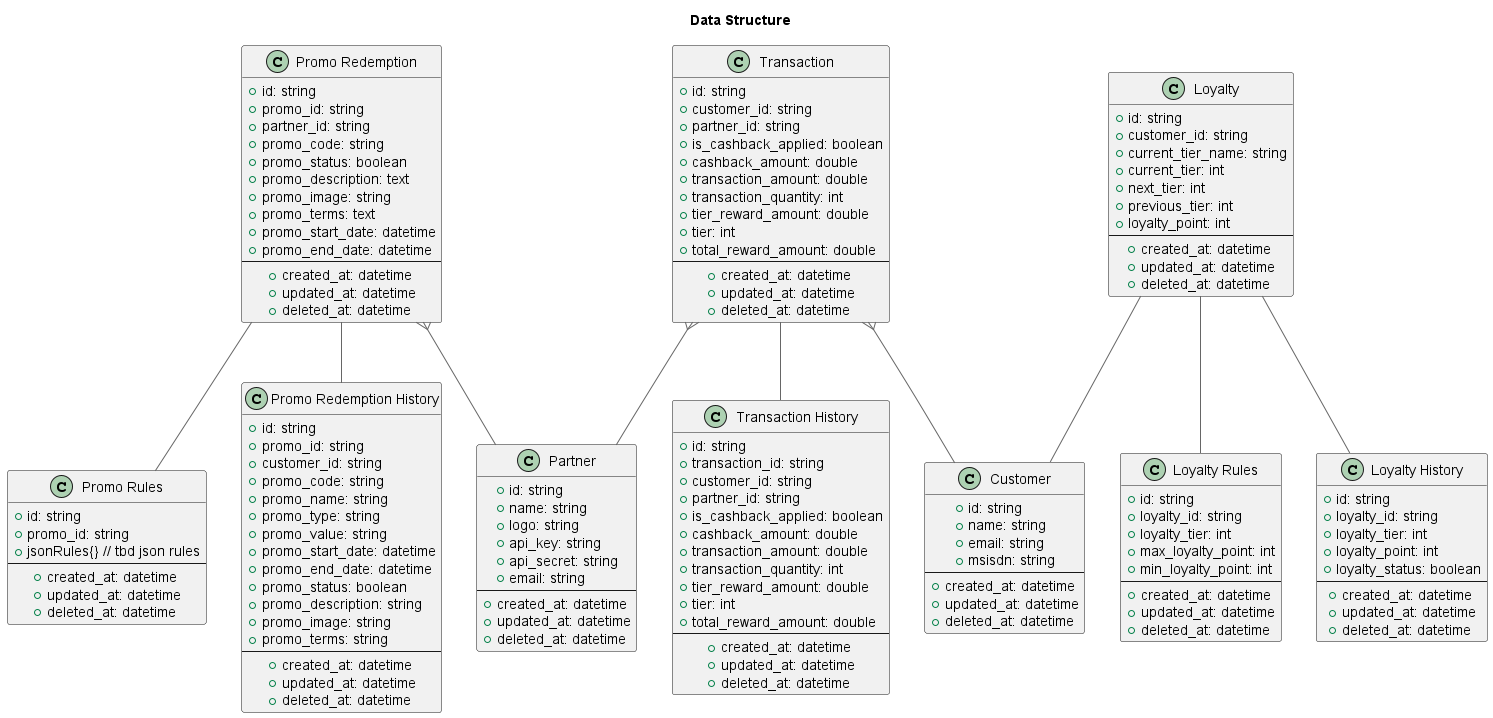 Data Structure
C Promo Redemption
id: string
promo_id: string
partner_id: string
promo_code: string
promo_status: boolean
promo_description: text
promo_image: string
promo_terms: text
promo_start_date: datetime
promo_end_date: datetime
created_at: datetime
updated_at: datetime
deleted_at: datetime
C Transaction
id: string
customer_id: string
partner_id: string
is_cashback_applied: boolean
cashback_amount: double
transaction_amount: double
transaction_quantity: int
tier_reward_amount: double
tier: int
total_reward_amount: double
created_at: datetime
updated_at: datetime
deleted_at: datetime
C Loyalty
id: string
customer_id: string
current_tier_name: string
current_tier: int
next_tier: int
previous_tier: int
loyalty_point: int
created_at: datetime
updated_at: datetime
deleted_at: datetime
C Promo Rules
id: string
promo_id: string
jsonRules{} // tbd json rules
created_at: datetime
updated_at: datetime
deleted_at: datetime
C Promo Redemption History
id: string
promo_id: string
customer_id: string
promo_code: string
promo_name: string
promo_type: string
promo_value: string
promo_start_date: datetime
promo_end_date: datetime
promo_status: boolean
promo_description: string
promo_image: string
promo_terms: string
created_at: datetime
updated_at: datetime
deleted_at: datetime
C Partner
id: string
name: string
logo: string
api_key: string
api_secret: string
email: string
created_at: datetime
updated_at: datetime
deleted_at: datetime
C Transaction History
id: string
transaction_id: string
customer_id: string
partner_id: string
is_cashback_applied: boolean
cashback_amount: double
transaction_amount: double
transaction_quantity: int
tier_reward_amount: double
tier: int
total_reward_amount: double
created_at: datetime
updated_at: datetime
deleted_at: datetime
C Customer
id: string
name: string
email: string
msisdn: string
created_at: datetime
updated_at: datetime
deleted_at: datetime
C Loyalty Rules
id: string
loyalty_id: string
loyalty_tier: int
max_loyalty_point: int
min_loyalty_point: int
created_at: datetime
updated_at: datetime
deleted_at: datetime
C Loyalty History
id: string
loyalty_id: string
loyalty_tier: int
loyalty_point: int
loyalty_status: boolean
created_at: datetime
updated_at: datetime
deleted_at: datetime